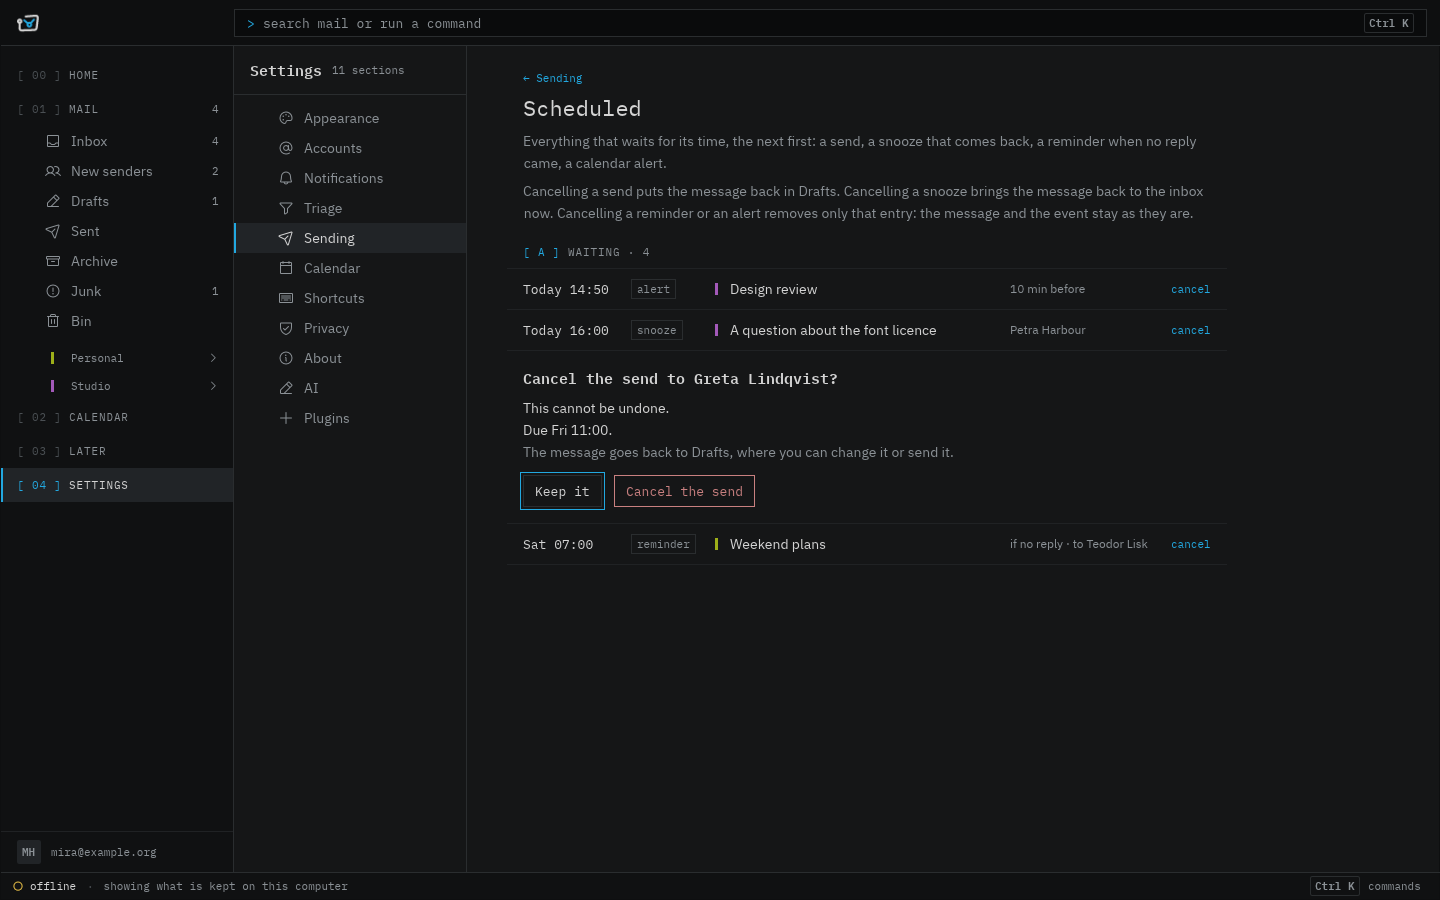 > search mail or run a command
Ctrl K
[ 00 ] HOME
[ 01 ] MAIL 4
Inbox 4
New senders 2
Drafts 1
Sent
Archive
Junk 1
Bin
Personal
Studio
[ 02 ] CALENDAR
[ 03 ] LATER
[ 04 ] SETTINGS
MH mira@example.org
Settings 11 sections
Appearance
Accounts
Notifications
Triage
Sending
Calendar
Shortcuts
Privacy
About
AI
Plugins
← Sending
Scheduled
Everything that waits for its time, the next first: a send, a snooze that comes back, a reminder when no reply
came, a calendar alert.
Cancelling a send puts the message back in Drafts. Cancelling a snooze brings the message back to the inbox
now. Cancelling a reminder or an alert removes only that entry: the message and the event stay as they are.
[ A ] WAITING · 4
Today 14:50 alert Design review 10 min before cancel
Today 16:00 snooze A question about the font licence Petra Harbour cancel
Cancel the send to Greta Lindqvist?
This cannot be undone.
Due Fri 11:00.
The message goes back to Drafts, where you can change it or send it.
Keep it Cancel the send
Sat 07:00 reminder Weekend plans if no reply · to Teodor Lisk cancel
offline · showing what is kept on this computer
Ctrl K commands